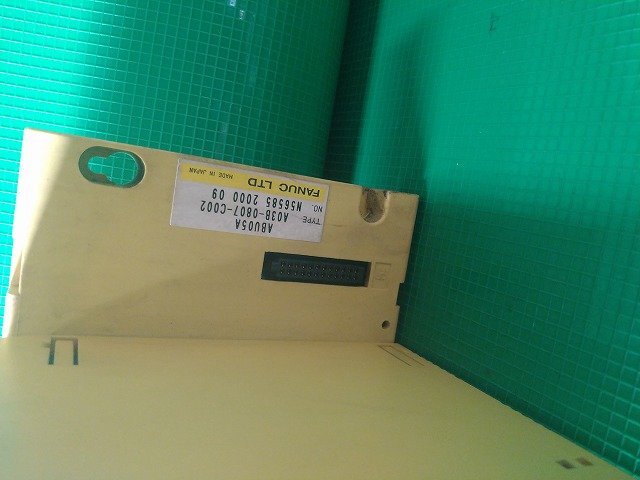 ABU05A
TYPE A03B-0807-C002
NO. N56585 2000 09
FANUC LTD MADE IN JAPAN